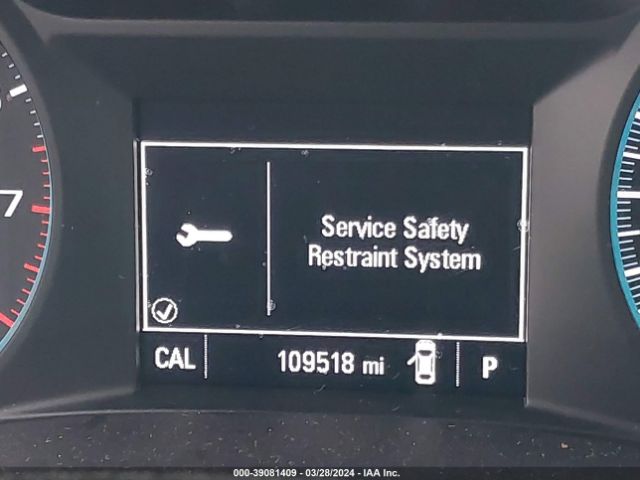 7
Service Safety
Restraint System
CAL
109518 mi
P
000-39081409 - 03/28/2024 - IAA Inc.